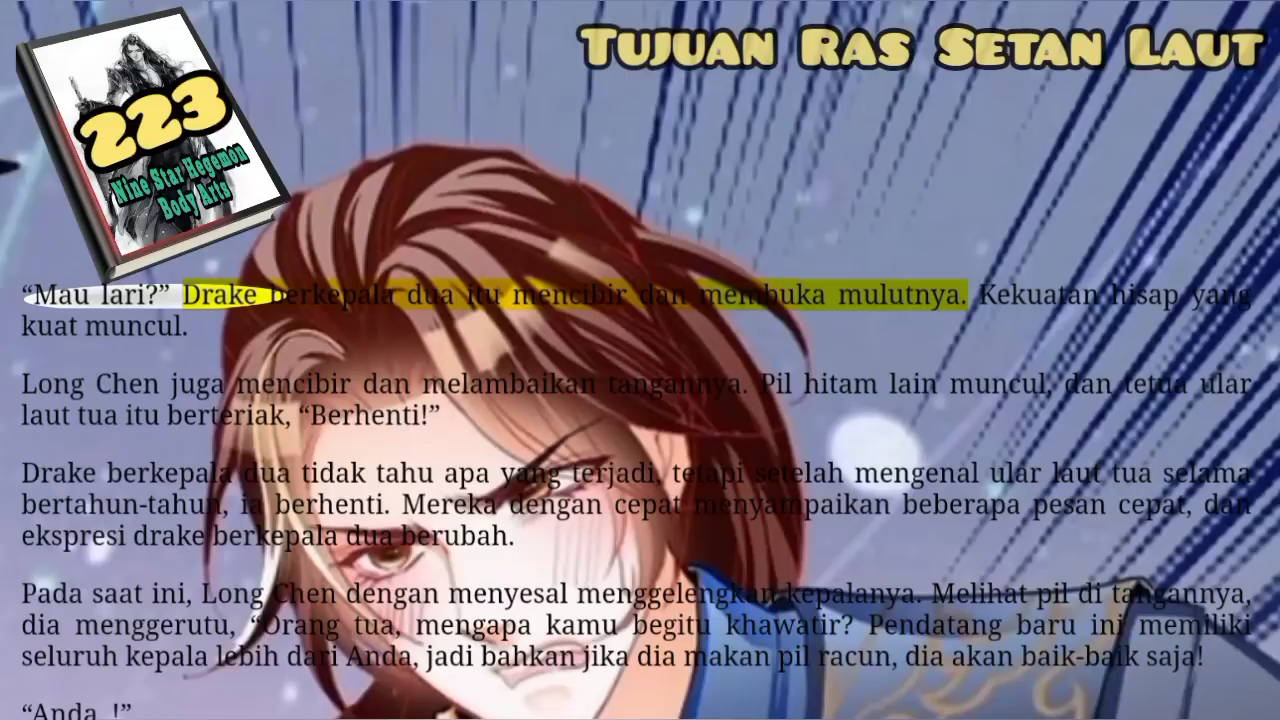 Tujuan Ras Setan Laut
223
Nine Star Hegemon
Body Arts
“Mau lari?” Drake berkepala dua itu mencibir dan membuka mulutnya. Kekuatan hisap yang
kuat muncul.
Long Chen juga mencibir dan melambaikan tangannya. Pil hitam lain muncul, dan tetua ular
laut tua itu berteriak, “Berhenti!”
Drake berkepala dua tidak tahu apa yang terjadi, tetapi setelah mengenal ular laut tua selama
bertahun-tahun, ia berhenti. Mereka dengan cepat menyampaikan beberapa pesan cepat, dan
ekspresi drake berkepala dua berubah.
Pada saat ini, Long Chen dengan menyesal menggelengkan kepalanya. Melihat pil di tangannya,
dia menggerutu, “Orang tua, mengapa kamu begitu khawatir? Pendatang baru ini memiliki
seluruh kepala lebih dari Anda, jadi bahkan jika dia makan pil racun, dia akan baik-baik saja!
“Anda..!”